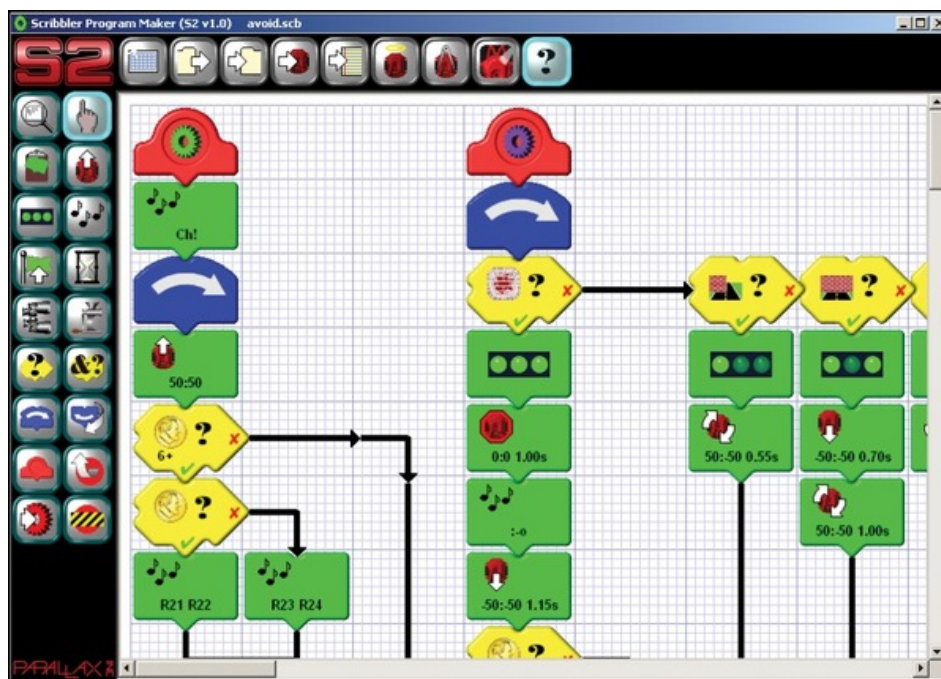 Scribbler Program Maker (S2 v1.0) avoid.scb
S2
?
?
&?
Ch!
50:50
?
6+
?
R21 R22
R23 R24
?
0:0 1.00s
:-o
-50:-50 1.15s
?
?
50:-50 0.55s
?
-50:-50 0.70s
50:-50 1.00s
PARALLAX